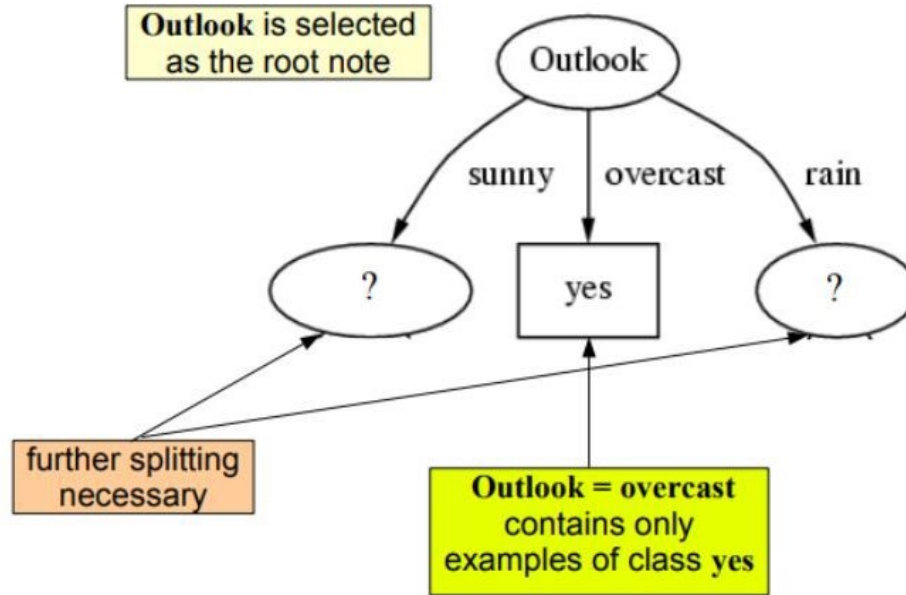 Outlook is selected
as the root note
Outlook
sunny
overcast
rain
?
yes
?
further splitting
necessary
Outlook = overcast
contains only
examples of class yes